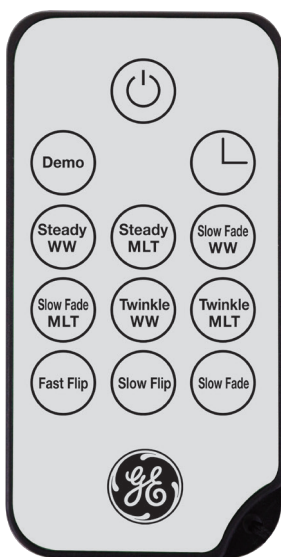 Demo
Steady
WW
Steady
MLT
Slow Fade
WW
Slow Fade
MLT
Twinkle
WW
Twinkle
MLT
Fast Flip
Slow Flip
Slow Fade
GE